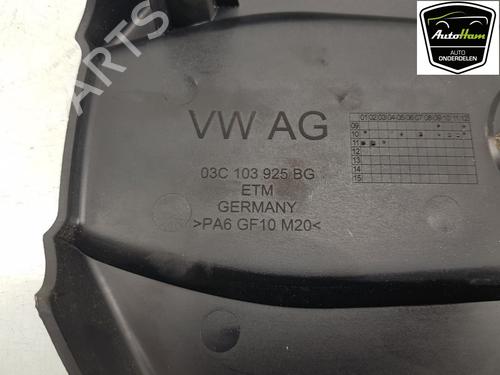 AutoHam
AUTO
ONDERDELEN
PARTS
VW AG
01 02 03 04 05 06 07 08 09 10 11 12
09
10
11
12
13
14
15
03C 103 925 BG
ETM
GERMANY
>PA6 GF10 M20<